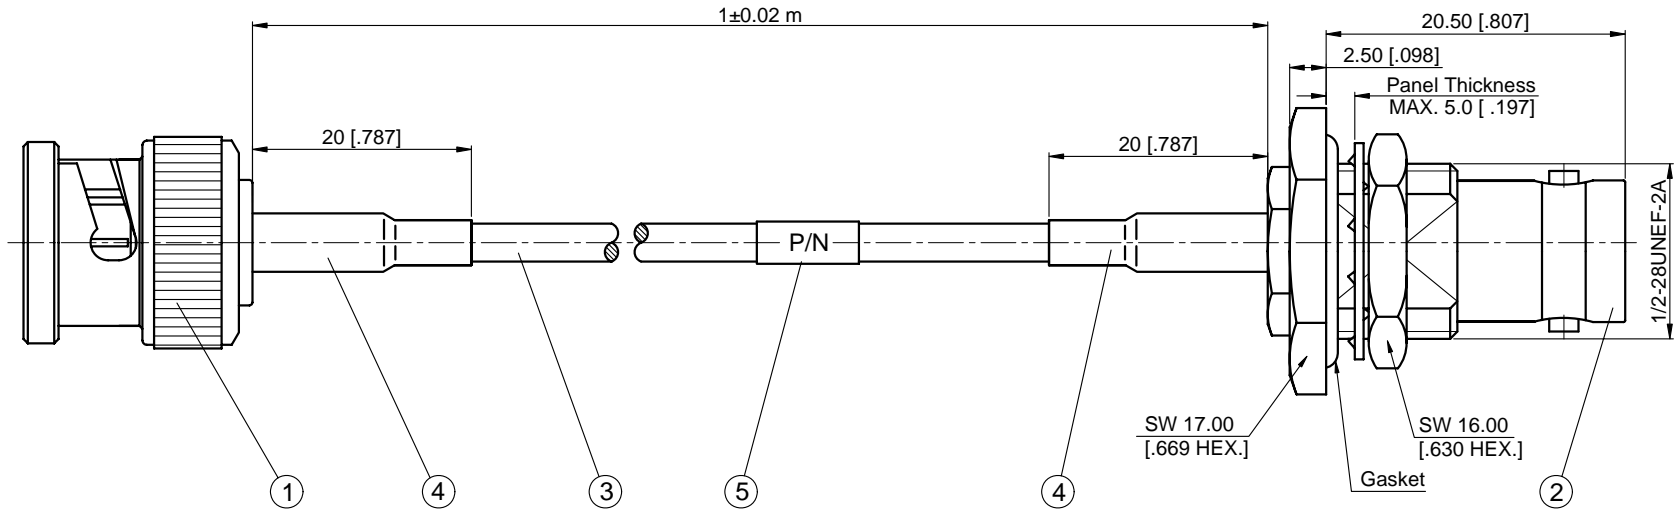 1±0.02 m
20.50 [.807]
2.50 [.098]
Panel Thickness
MAX. 5.0 [ .197]
20 [.787]
20 [.787]
P/N
1/2-28UNEF-2A
SW 17.00
[.669 HEX.]
SW 16.00
[.630 HEX.]
Gasket
1
4
3
5
4
2